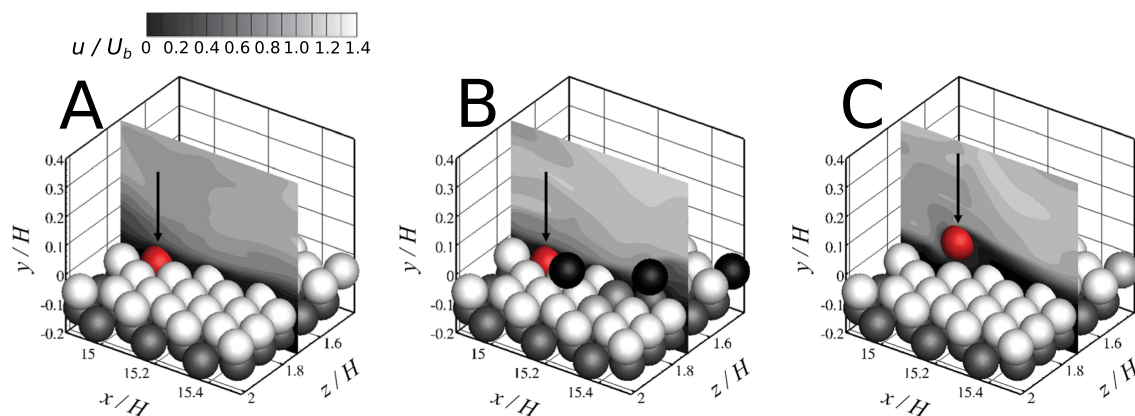 u / U_b 0 0.2 0.4 0.6 0.8 1.0 1.2 1.4
A B C
0.4 0.4 0.4
0.3 0.3 0.3
0.2 0.2 0.2
0.1 0.1 0.1
0 0 0
-0.1 -0.1 -0.1
-0.2 -0.2 -0.2
y / H y / H y / H
15 15.2 15.4 15 15.2 15.4 15 15.2 15.4
x / H x / H x / H
1.6 1.8 2 1.6 1.8 2 1.6 1.8 2
z / H z / H z / H